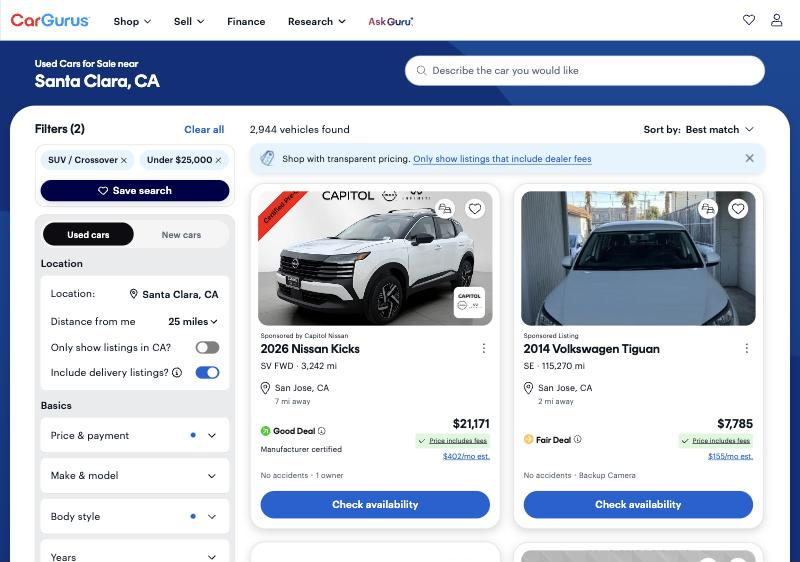 CarGurus
Shop
Sell
Finance
Research
AskGuru
Used Cars for Sale near
Santa Clara, CA
Describe the car you would like
Filters (2)
Clear all
SUV / Crossover
Under $25,000
Save search
Used cars
New cars
Location
Location:
Santa Clara, CA
Distance from me
25 miles
Only show listings in CA?
Include delivery listings?
Basics
Price & payment
Make & model
Body style
Years
2,944 vehicles found
Sort by: Best match
Shop with transparent pricing. Only show listings that include dealer fees
CAPITOL
INFINITI
CAPITOL
Sponsored by Capitol Nissan
2026 Nissan Kicks
SV FWD · 3,242 mi
San Jose, CA
7 mi away
$21,171
Good Deal
Price includes fees
Manufacturer certified
$402/mo est.
No accidents · 1 owner
Check availability
Sponsored Listing
2014 Volkswagen Tiguan
SE · 115,270 mi
San Jose, CA
2 mi away
$7,785
Fair Deal
Price includes fees
$155/mo est.
No accidents · Backup Camera
Check availability